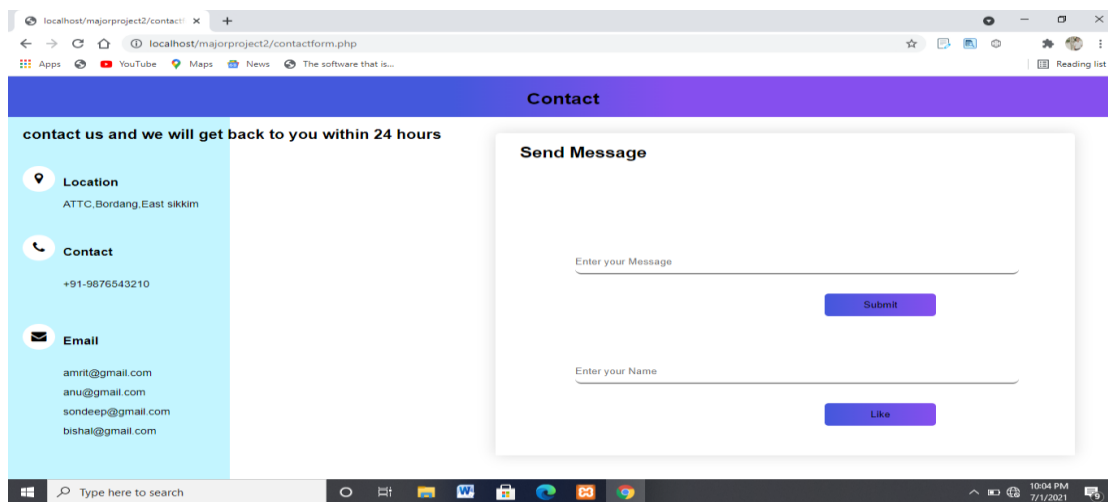 localhost/majorproject2/contactf
localhost/majorproject2/contactform.php
Apps YouTube Maps News The software that is... Reading list
Contact
contact us and we will get back to you within 24 hours
Location
ATTC,Bordang,East sikkim
Contact
+91-9876543210
Email
amrit@gmail.com
anu@gmail.com
sondeep@gmail.com
bishal@gmail.com
Send Message
Enter your Message
Submit
Enter your Name
Like
Type here to search
10:04 PM
7/1/2021